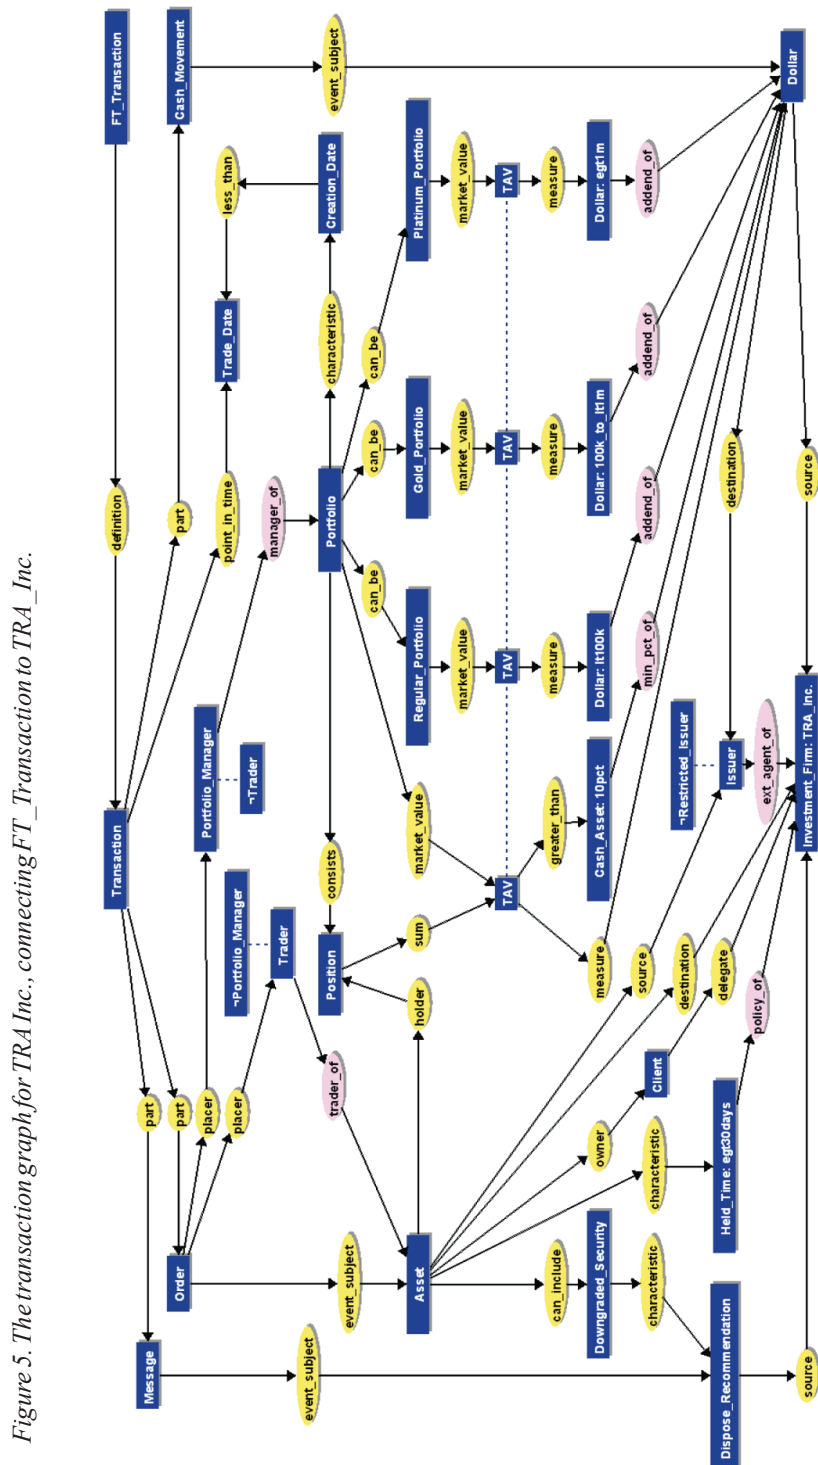 Figure 5. The transaction graph for TRA Inc., connecting FT_Transaction to TRA_Inc.
FT_Transaction
definition
Transaction
Cash_Movement
part
part
part
Order
Message
event_subject
less_than
Trade_Date
point_in_time
Portfolio_Manager
placer
placer
¬Trader
¬Portfolio_Manager
Trader
manager_of
Creation_Date
characteristic
Portfolio
consists
Position
trader_of
event_subject
event_subject
can_be
can_be
can_be
Platinum_Portfolio
Gold_Portfolio
Regular_Portfolio
market_value
sum
holder
Asset
market_value
market_value
market_value
TAV
TAV
TAV
TAV
measure
measure
measure
greater_than
can_include
Dollar: egt1m
Dollar: 100k_to_lt1m
Dollar: lt100k
Cash_Asset: 10pct
measure
owner
Downgraded_Security
addend_of
addend_of
addend_of
min_pct_of
source
Client
characteristic
characteristic
¬Restricted_Issuer
destination
Held_Time: egt30days
destination
Issuer
delegate
Dispose_Recommendation
ext_agent_of
policy_of
Dollar
source
Investment_Firm: TRA_Inc.
source